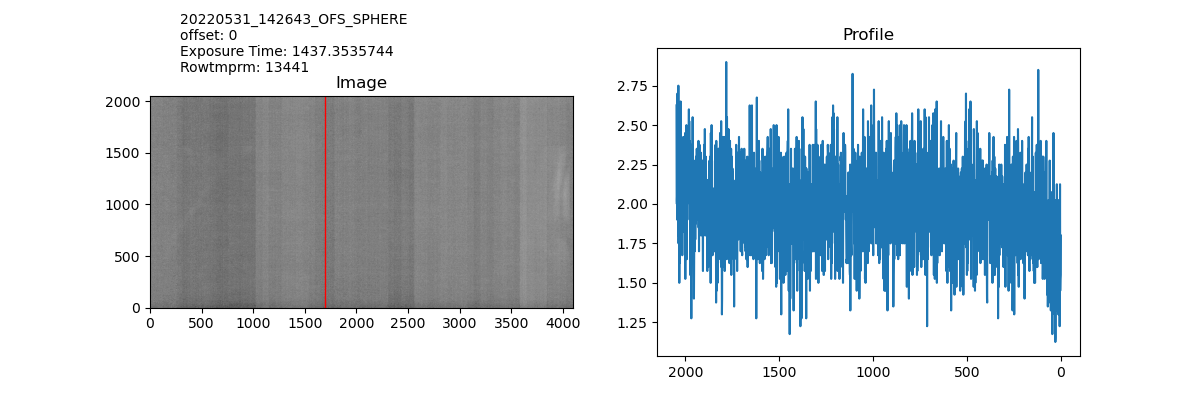 20220531_142643_OFS_SPHERE
offset: 0
Exposure Time: 1437.3535744
Rowtmprm: 13441
Image
2000
1500
1000
500
0
0 500 1000 1500 2000 2500 3000 3500 4000
Profile
2.75
2.50
2.25
2.00
1.75
1.50
1.25
2000 1500 1000 500 0